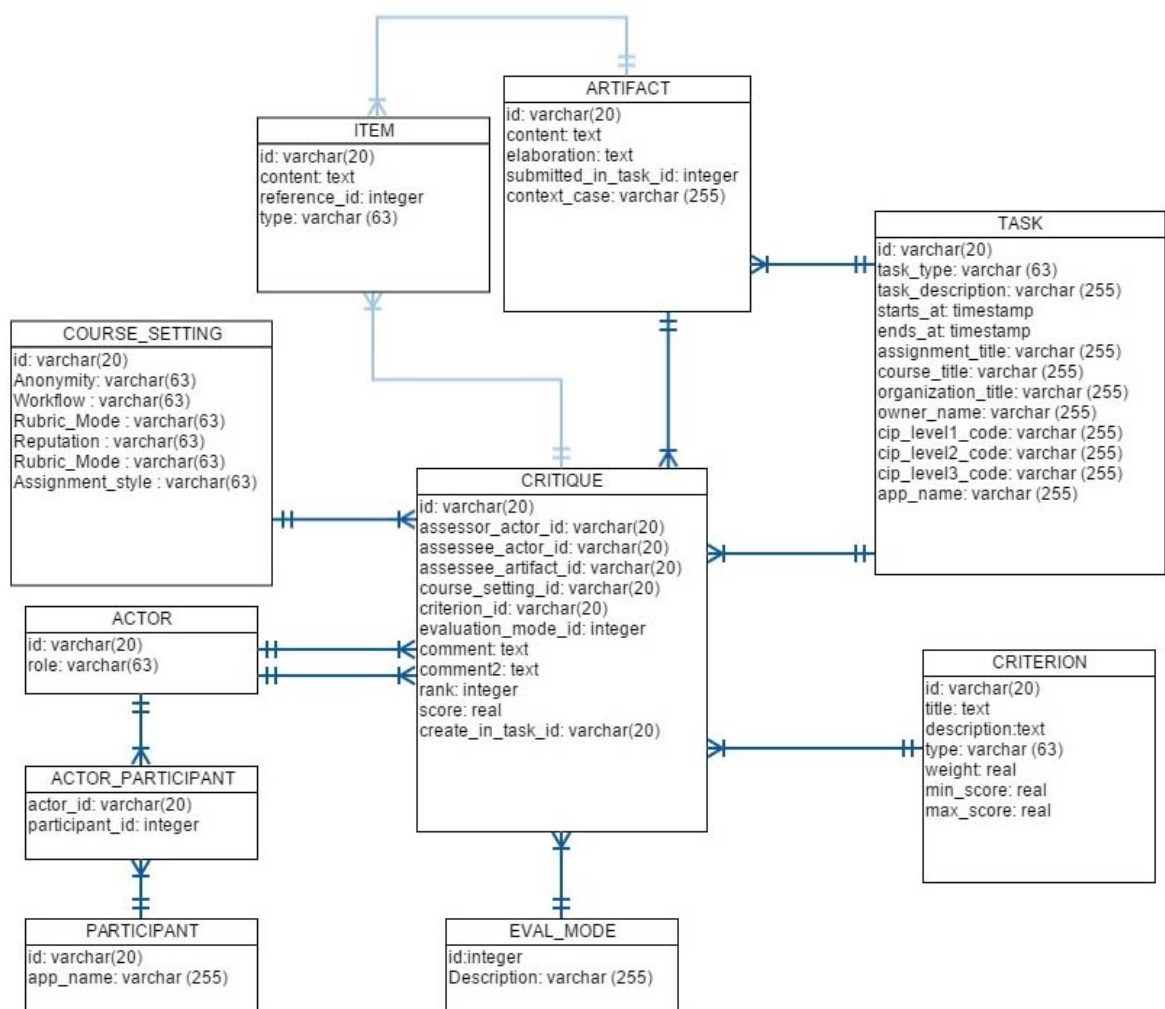 ARTIFACT
id: varchar(20)
content: text
elaboration: text
submitted_in_task_id: integer
context_case: varchar (255)
ITEM
id: varchar(20)
content: text
reference_id: integer
type: varchar (63)
TASK
id: varchar(20)
task_type: varchar (63)
task_description: varchar (255)
starts_at: timestamp
ends_at: timestamp
assignment_title: varchar (255)
course_title: varchar (255)
organization_title: varchar (255)
owner_name: varchar (255)
cip_level1_code: varchar (255)
cip_level2_code: varchar (255)
cip_level3_code: varchar (255)
app_name: varchar (255)
COURSE_SETTING
id: varchar(20)
Anonymity: varchar(63)
Workflow : varchar(63)
Rubric_Mode : varchar(63)
Reputation : varchar(63)
Rubric_Mode : varchar(63)
Assignment_style : varchar(63)
CRITIQUE
id: varchar(20)
assessor_actor_id: varchar(20)
assessee_actor_id: varchar(20)
assessee_artifact_id: varchar(20)
course_setting_id: varchar(20)
criterion_id: varchar(20)
evaluation_mode_id: integer
comment: text
comment2: text
rank: integer
score: real
create_in_task_id: varchar(20)
ACTOR
id: varchar(20)
role: varchar(63)
CRITERION
id: varchar(20)
title: text
description:text
type: varchar (63)
weight: real
min_score: real
max_score: real
ACTOR_PARTICIPANT
actor_id: varchar(20)
participant_id: integer
PARTICIPANT
id: varchar(20)
app_name: varchar (255)
EVAL_MODE
id:integer
Description: varchar (255)